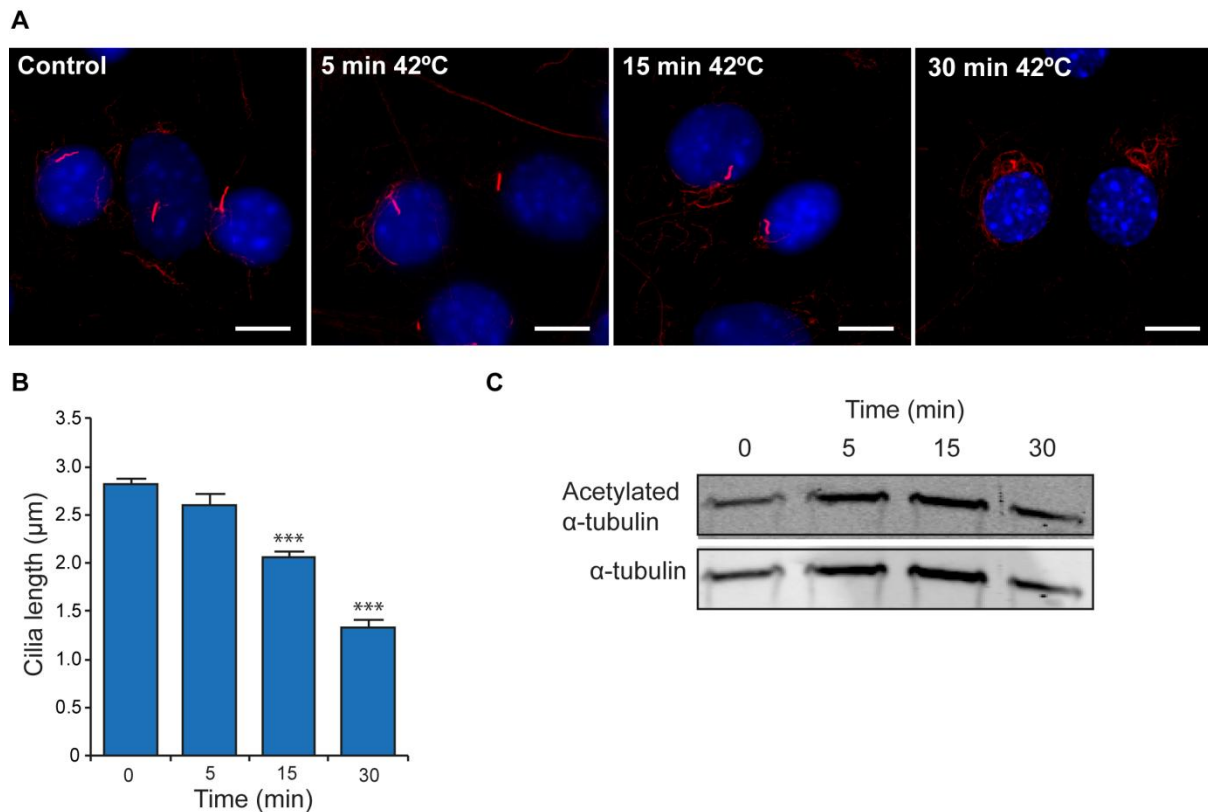 A
Control
5 min 42ºC
15 min 42ºC
30 min 42ºC
B
3.5
3.0
2.5
2.0
1.5
1.0
0.5
0
Cilia length (µm)
***
***
0
5
15
30
Time (min)
C
Time (min)
0
5
15
30
Acetylated
α-tubulin
α-tubulin